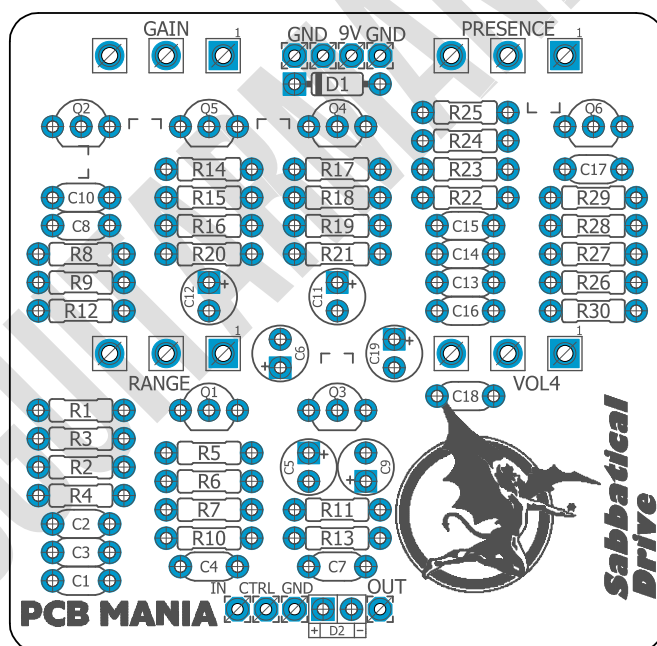 GAIN 1
GND 9V GND
PRESENCE 1
D1
Q2 Q5 Q4 Q6
R25
R24
R14 R17 R23 C17
C10 R15 R18 R22 R29
C8 R16 R19 C15 R28
R8 R20 R21 C14 R27
R9 C12 + C11 + C13 R26
R12 C16 R30
1 C6 + C19 + 1
RANGE VOL4
Q1 Q3 C18
R1
R3 R5 C5 + C9 +
R2 R6
R4 R7 R11
C2 R10 R13
C3 C4 C7
C1
IN CTRL GND OUT
+ D2 −
PCB MANIA
Sabbatical
Drive